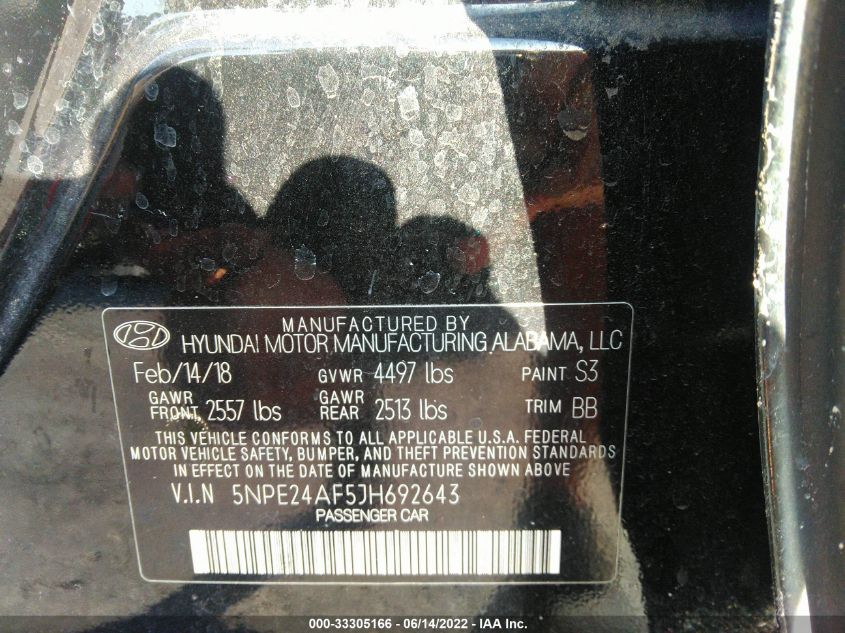 MANUFACTURED BY
HYUNDAI MOTOR MANUFACTURING ALABAMA, LLC
Feb/14/18 GVWR 4497 lbs PAINT S3
GAWR FRONT 2557 lbs GAWR REAR 2513 lbs TRIM BB
THIS VEHICLE CONFORMS TO ALL APPLICABLE U.S.A. FEDERAL
MOTOR VEHICLE SAFETY, BUMPER, AND THEFT PREVENTION STANDARDS
IN EFFECT ON THE DATE OF MANUFACTURE SHOWN ABOVE
V.I.N 5NPE24AF5JH692643
PASSENGER CAR
000-33305166 - 06/14/2022 - IAA Inc.